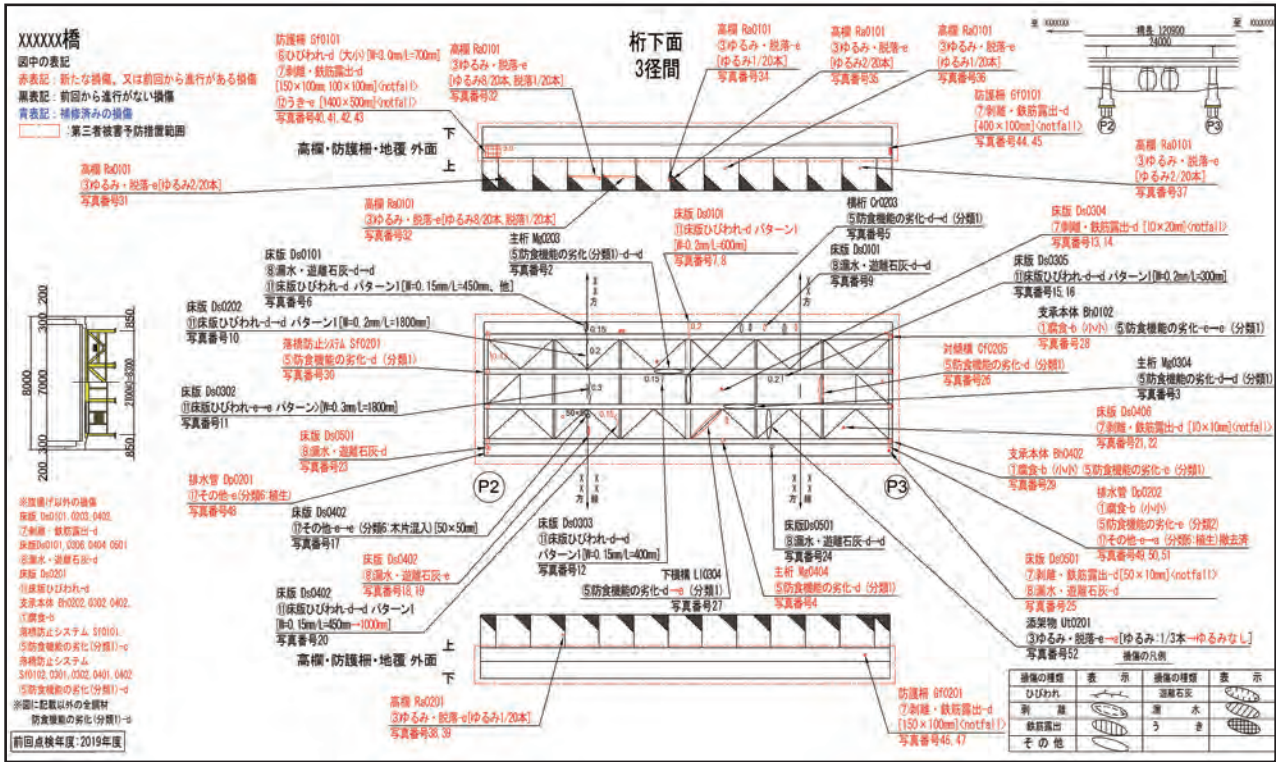 XXXXXX橋
図中の表記
赤表記：新たな損傷、又は前回から進行がある損傷
黒表記：前回から進行がない損傷
青表記：補修済みの損傷
：第三者被害予防措置範囲
桁下面
3径間
防護柵 Gf0101
⑥ひびわれ-d (大小)[W=3.0mm/L=700mm]
⑦剥離・鉄筋露出-d
[150×100mm,100×100mm]<notfall>
⑫うき-e [1400×500mm]<notfall>
写真番号40,41,42,43
高欄 Ra0101
③ゆるみ・脱落-e
[ゆるみ8/20本,脱落1/20本]
写真番号32
高欄 Ra0101
③ゆるみ・脱落-e
[ゆるみ1/20本]
写真番号34
高欄 Ra0101
③ゆるみ・脱落-e
[ゆるみ2/20本]
写真番号35
高欄 Ra0101
③ゆるみ・脱落-e
[ゆるみ1/20本]
写真番号36
防護柵 Gf0101
⑦剥離・鉄筋露出-d
[400×100mm]<notfall>
写真番号44,45
至 XXXXXXX
至 XXXXXXX
橋長 120900
24000
P2
P3
高欄 Ra0101
③ゆるみ・脱落-e
[ゆるみ2/20本]
写真番号37
下
高欄・防護柵・地覆 外面
上
高欄 Ra0101
③ゆるみ・脱落-e[ゆるみ2/20本]
写真番号31
高欄 Ra0101
③ゆるみ・脱落-e[ゆるみ8/20本,脱落1/20本]
写真番号32
床版 Ds0101
⑧漏水・遊離石灰-d→d
⑪床版ひびわれ-d パターン1[W=0.15mm/L=450mm、他]
写真番号6
主桁 Mg0203
⑤防食機能の劣化(分類1)-d→d
写真番号2
床版 Ds0101
⑪床版ひびわれ-d パターン1
[W=0.2mm/L=600mm]
写真番号7,8
横桁 Cr0203
⑤防食機能の劣化-d→d (分類1)
写真番号5
床版 Ds0101
⑧漏水・遊離石灰-d→d
写真番号9
床版 Ds0304
⑦剥離・鉄筋露出-d [10×20mm]<notfall>
写真番号13,14
床版 Ds0305
⑪床版ひびわれ-d→d パターン1[W=0.2mm/L=300mm]
写真番号15,16
床版 Ds0202
⑪床版ひびわれ-d→d パターン1[W=0.2mm/L=1800mm]
写真番号10
落橋防止システム Sf0201
⑤防食機能の劣化-d (分類1)
写真番号30
支承本体 Bh0102
①腐食-b (小小) ⑤防食機能の劣化-e→e (分類1)
写真番号28
対傾構 Cf0205
⑤防食機能の劣化-d (分類1)
写真番号26
主桁 Mg0304
⑤防食機能の劣化-d→d (分類1)
写真番号3
床版 Ds0302
写真番号11
床版 Ds0406
⑦剥離・鉄筋露出-d [10×10mm]<notfall>
写真番号21,22
床版 Ds0501
⑧漏水・遊離石灰-d
写真番号23
支承本体 Bh0402
①腐食-b (小小) ⑤防食機能の劣化-e (分類1)
写真番号29
排水管 Dp0201
⑰その他-e(分類6:植生)
写真番号48
P2
P3
0.15
0.2
0.2
0.3
0.15
0.21
200
300
850
8000
7000
300
200
850
床版 Ds0402
⑰その他-e→e (分類6:木片混入)[50×50mm]
写真番号17
床版 Ds0402
⑧漏水・遊離石灰-e
写真番号18,19
床版 Ds0303
⑪床版ひびわれ-d→d
パターン1[W=0.15mm/L=400mm]
写真番号12
床版Ds0501
⑧漏水・遊離石灰-d→d
写真番号24
排水管 Dp0202
①腐食-b (小小)
⑤防食機能の劣化-e (分類2)
⑰その他-e→a (分類6:植生)撤去済
写真番号49,50,51
下横構 Ll0304
⑤防食機能の劣化-d→e (分類1)
写真番号27
主桁 Mg0404
⑤防食機能の劣化-d (分類1)
写真番号4
床版 Ds0501
⑦剥離・鉄筋露出-d[50×10mm]<notfall>
⑧漏水・遊離石灰-d
写真番号25
床版 Ds0402
⑪床版ひびわれ-d→d パターン1
[W=0.15mm/L=450mm→1000mm]
写真番号20
添架物 Ut0201
③ゆるみ・脱落-e→e[ゆるみ:1/3本→ゆるみなし]
写真番号52
上
高欄・防護柵・地覆 外面
下
高欄 Ra0201
③ゆるみ・脱落-e[ゆるみ1/20本]
写真番号38,39
防護柵 Gf0201
⑦剥離・鉄筋露出-d
[150×100mm]<notfall>
写真番号46,47
※旗揚げ以外の損傷
床版 Ds0101,0203,0402,
⑦剥離・鉄筋露出-d
床版Ds0101,0306,0404,0501
⑧漏水・遊離石灰-d
床版 Ds0201
⑪床版ひびわれ-d
支承本体 Bh0202,0302,0402,
①腐食-b
落橋防止システム Sf0101,
⑤防食機能の劣化(分類1)-c
落橋防止システム
Sf0102,0301,0302,0401,0402
⑤防食機能の劣化(分類1)-d
※図に記載以外の全鋼材
前回点検年度:2019年度
損傷の凡例
損傷の種類 表 示 損傷の種類 表 示
ひびわれ 遊離石灰
剥 離 漏 水
鉄筋露出 う き
その他